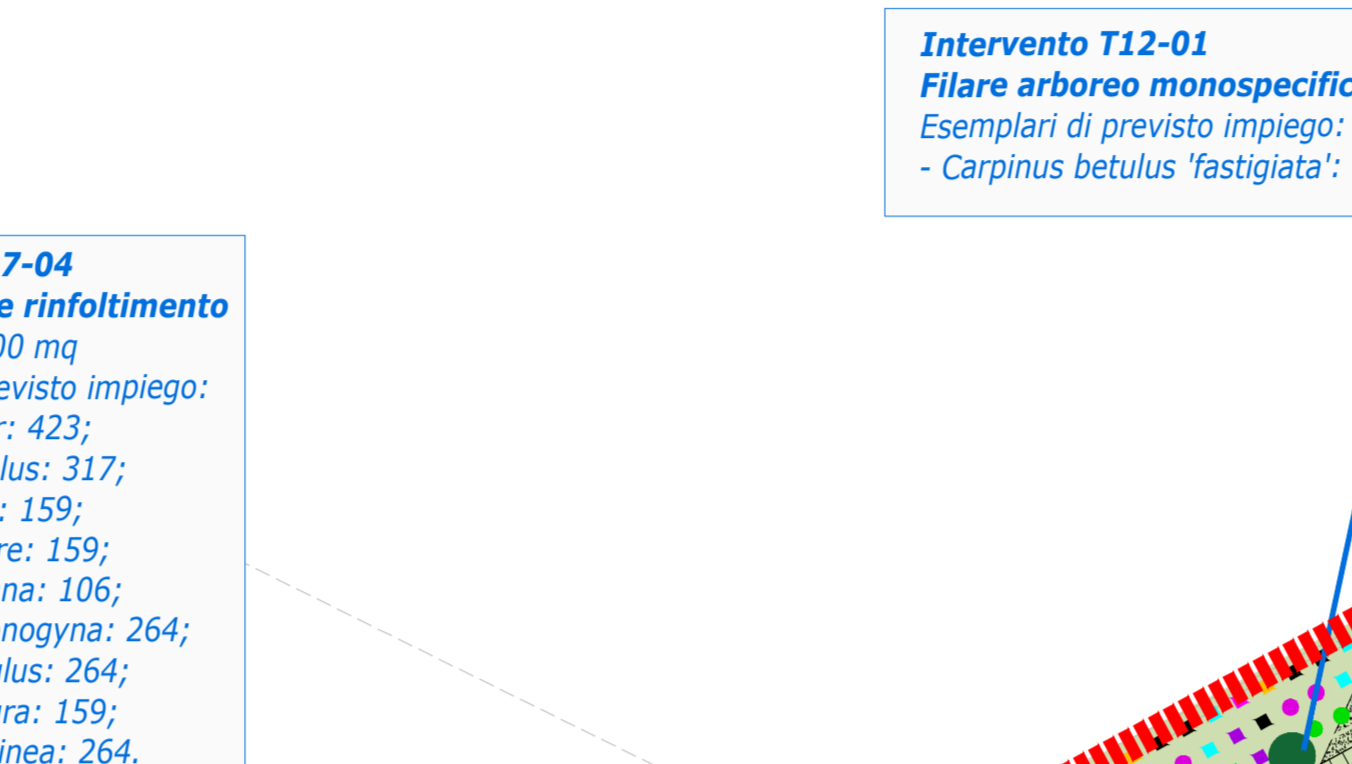 Intervento T12-01
Filare arboreo monospecific
Esemplari di previsto impiego:
- Carpinus betulus 'fastigiata':
7-04
e rinfoltimento
00 mq
evisto impiego:
r: 423;
lus: 317;
: 159;
re: 159;
na: 106;
nogyna: 264;
lus: 264;
ra: 159;
inea: 264.